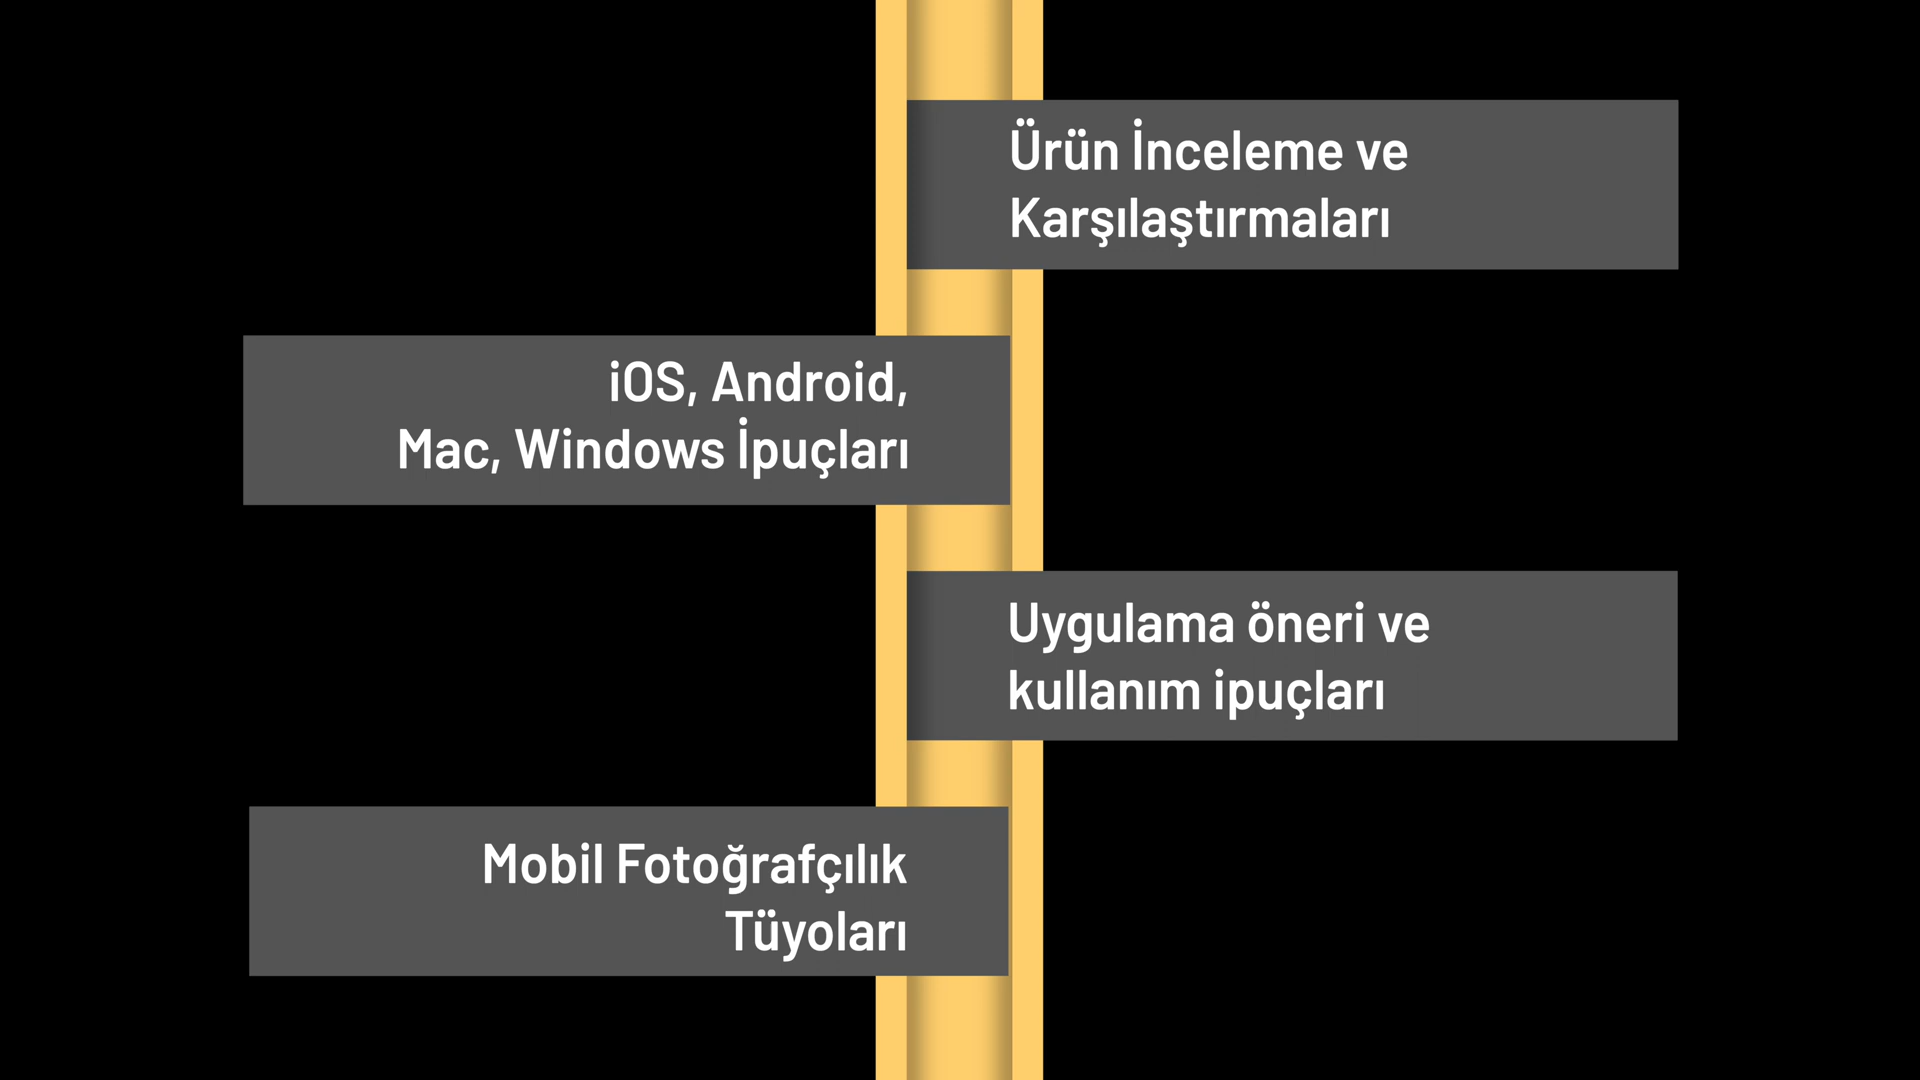 Ürün İnceleme ve
Karşılaştırmaları
iOS, Android,
Mac, Windows İpuçları
Uygulama öneri ve
kullanım ipuçları
Mobil Fotoğrafçılık
Tüyoları